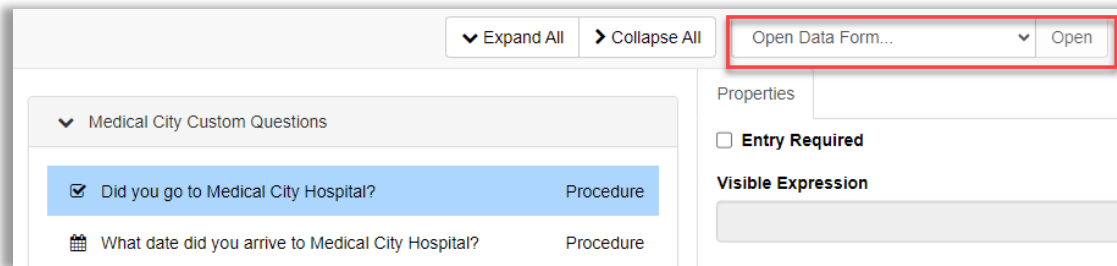 Expand All
Collapse All
Open Data Form...
Open
Properties
Medical City Custom Questions
Entry Required
Did you go to Medical City Hospital? Procedure
Visible Expression
What date did you arrive to Medical City Hospital? Procedure